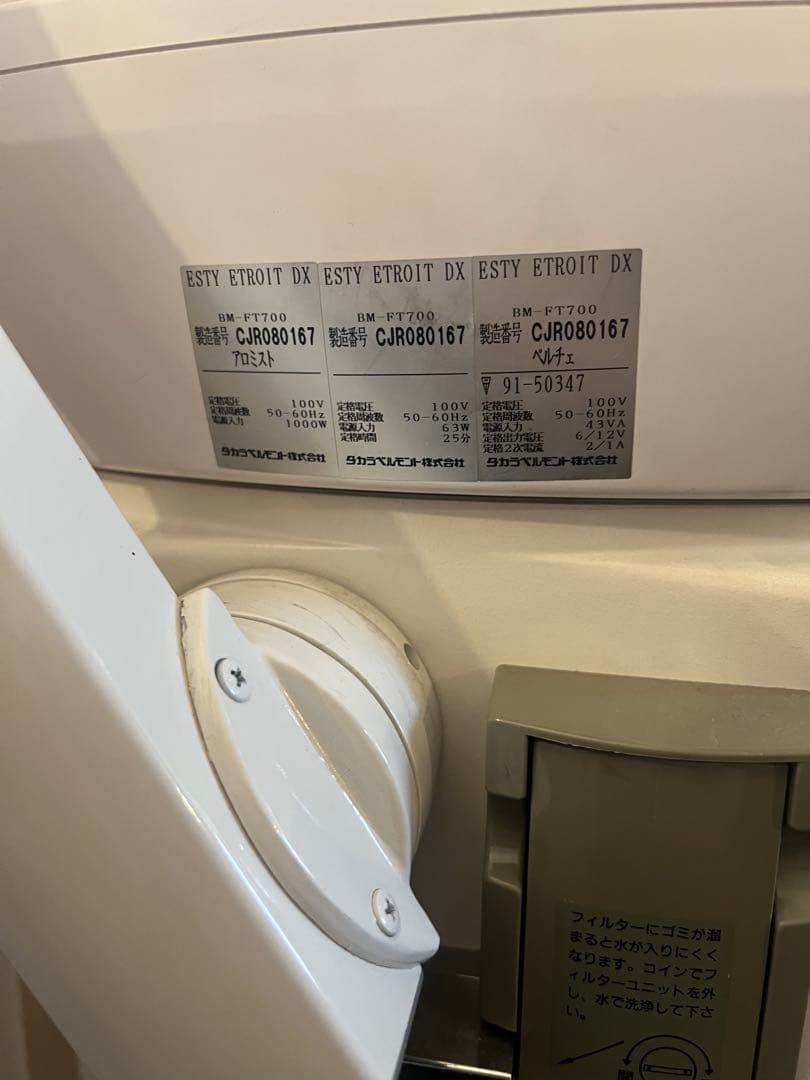 ESTY ETROIT DX
BM-FT700
製造番号 CJR080167
アロミスト
定格電圧 100V
定格周波数 50-60Hz
電源入力 1000W
タカラベルモント株式会社
ESTY ETROIT DX
BM-FT700
製造番号 CJR080167
定格電圧 100V
定格周波数 50-60Hz
電源入力 63W
定格時間 25分
タカラベルモント株式会社
ESTY ETROIT DX
BM-FT700
製造番号 CJR080167
ペルチェ
91-50347
定格電圧 100V
定格周波数 50-60Hz
電源入力 43VA
定格出力電圧 6/12V
定格2次電流 2/1A
タカラベルモント株式会社
フィルターにゴミが溜
まると水が入りにくく
なります。コインでフ
ィルターユニットを外
し、水で洗浄して下さ
い。
開